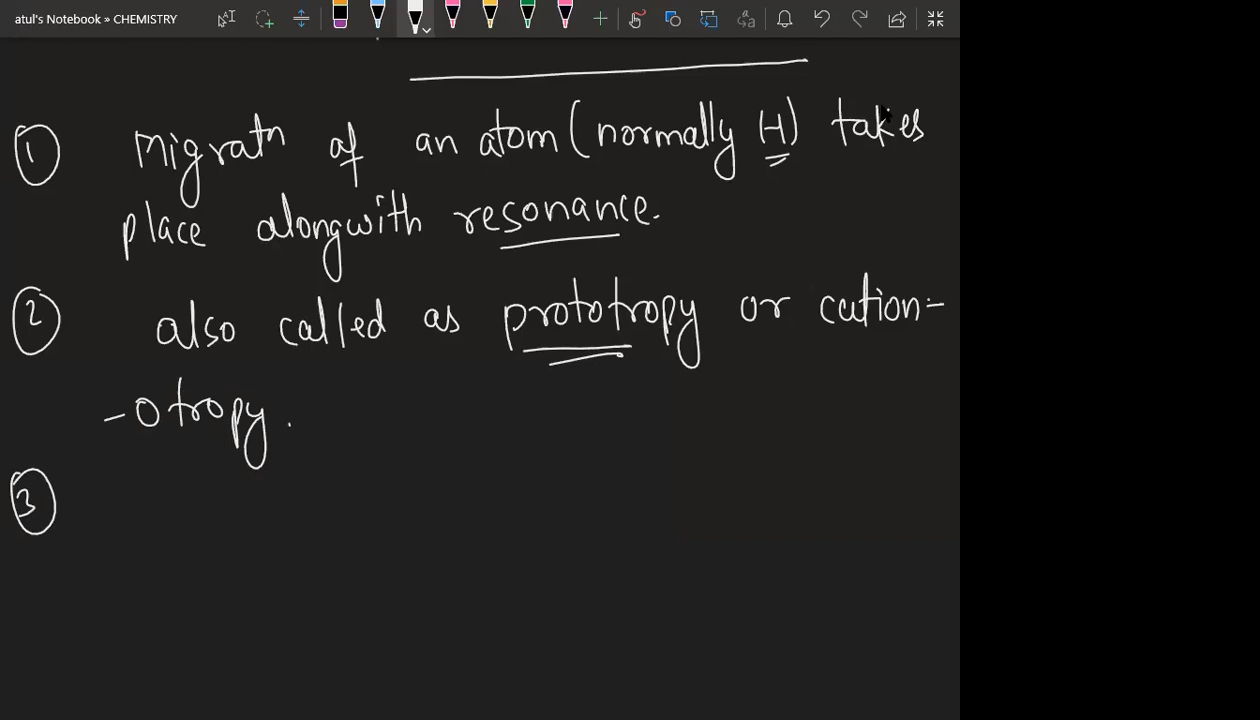 atul's Notebook » CHEMISTRY
① Migratn of an atom (normally H) takes
place alongwith resonance.
② also called as prototropy or cation-
-otropy.
③